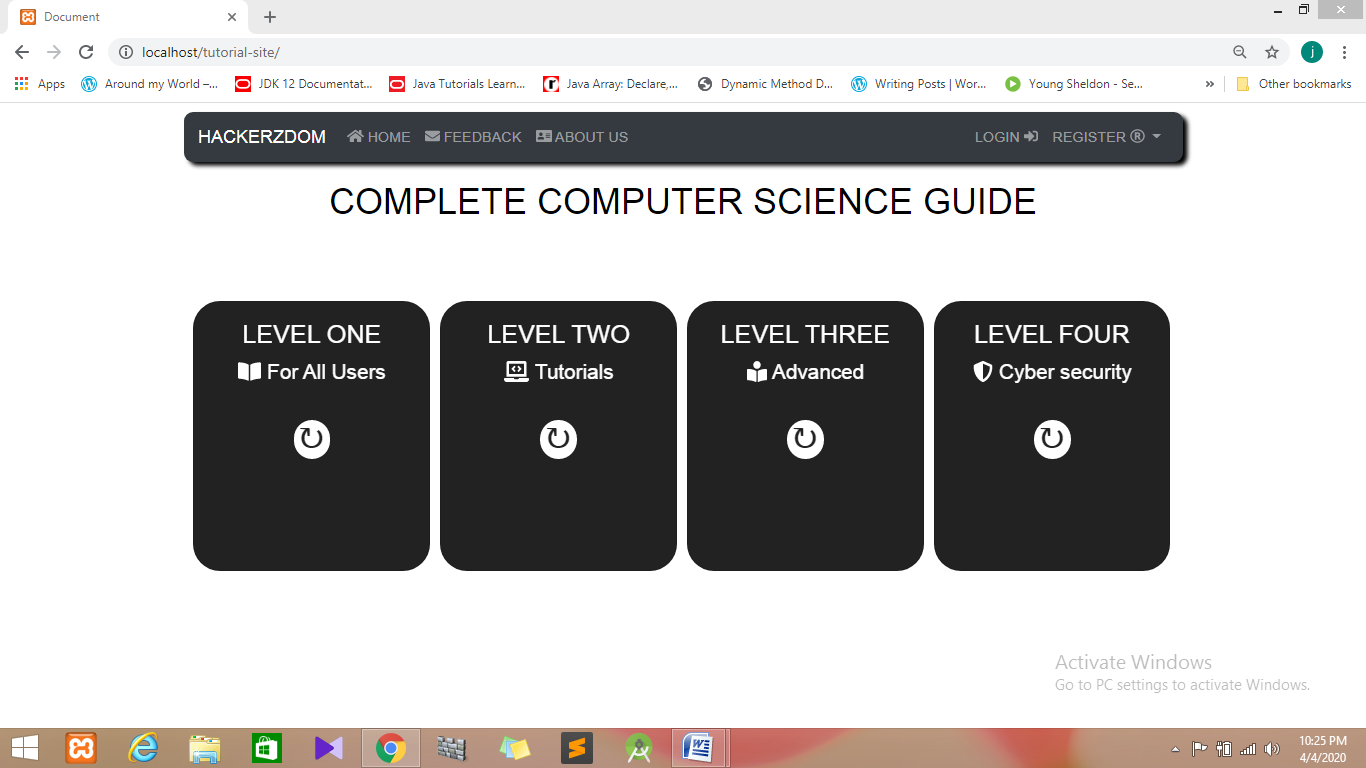 Document
localhost/tutorial-site/
j
Apps Around my World –... JDK 12 Documentat... Java Tutorials Learn... Java Array: Declare,... Dynamic Method D... Writing Posts | Wor... Young Sheldon - Se... » Other bookmarks
HACKERZDOM HOME FEEDBACK ABOUT US LOGIN REGISTER ®
COMPLETE COMPUTER SCIENCE GUIDE
LEVEL ONE LEVEL TWO LEVEL THREE LEVEL FOUR
For All Users Tutorials Advanced Cyber security
Activate Windows
Go to PC settings to activate Windows.
10:25 PM
4/4/2020